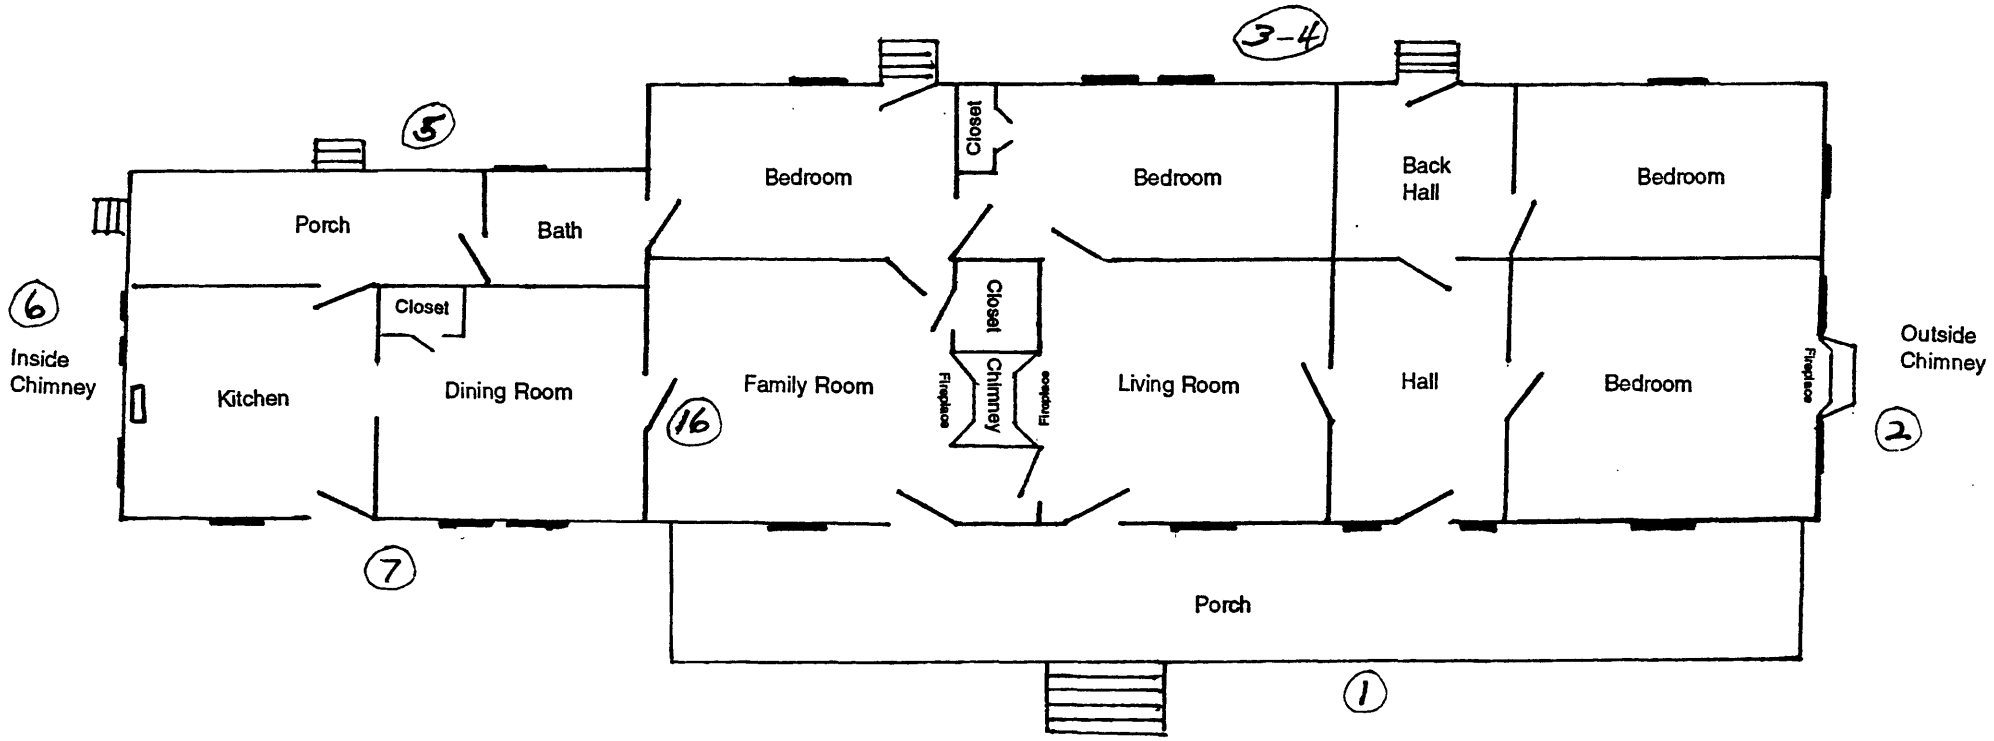 3-4
5
Closet
Bedroom
Bedroom
Back
Hall
Bedroom
Porch
Bath
6
Inside
Chimney
Closet
Closet
Outside
Chimney
Kitchen
Dining Room
16
Family Room
Fireplace
Chimney
Fireplace
Living Room
Hall
Bedroom
Fireplace
2
7
Porch
1